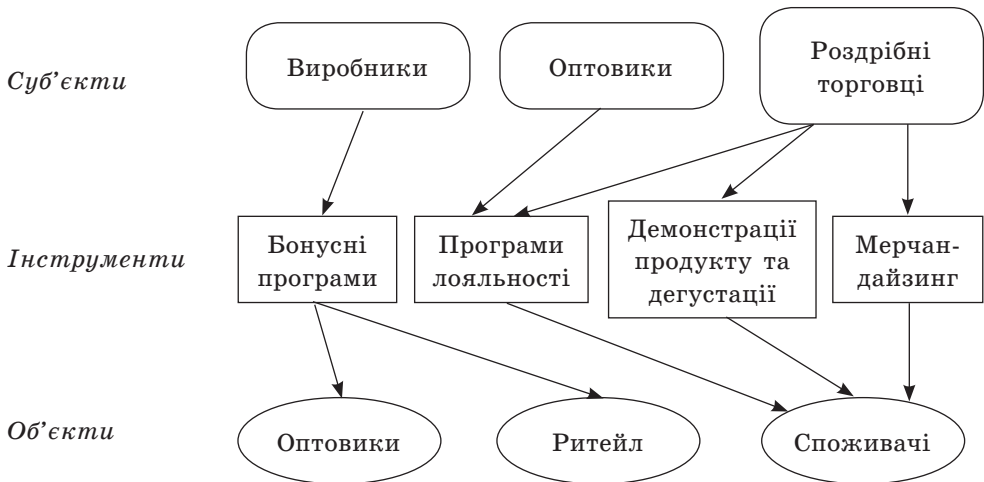 Суб’єкти
Виробники
Оптовики
Роздрібні
торговці
Інструменти
Бонусні
програми
Програми
лояльності
Демонстрації
продукту та
дегустації
Мерчан-
дайзинг
Об’єкти
Оптовики
Ритейл
Споживачі